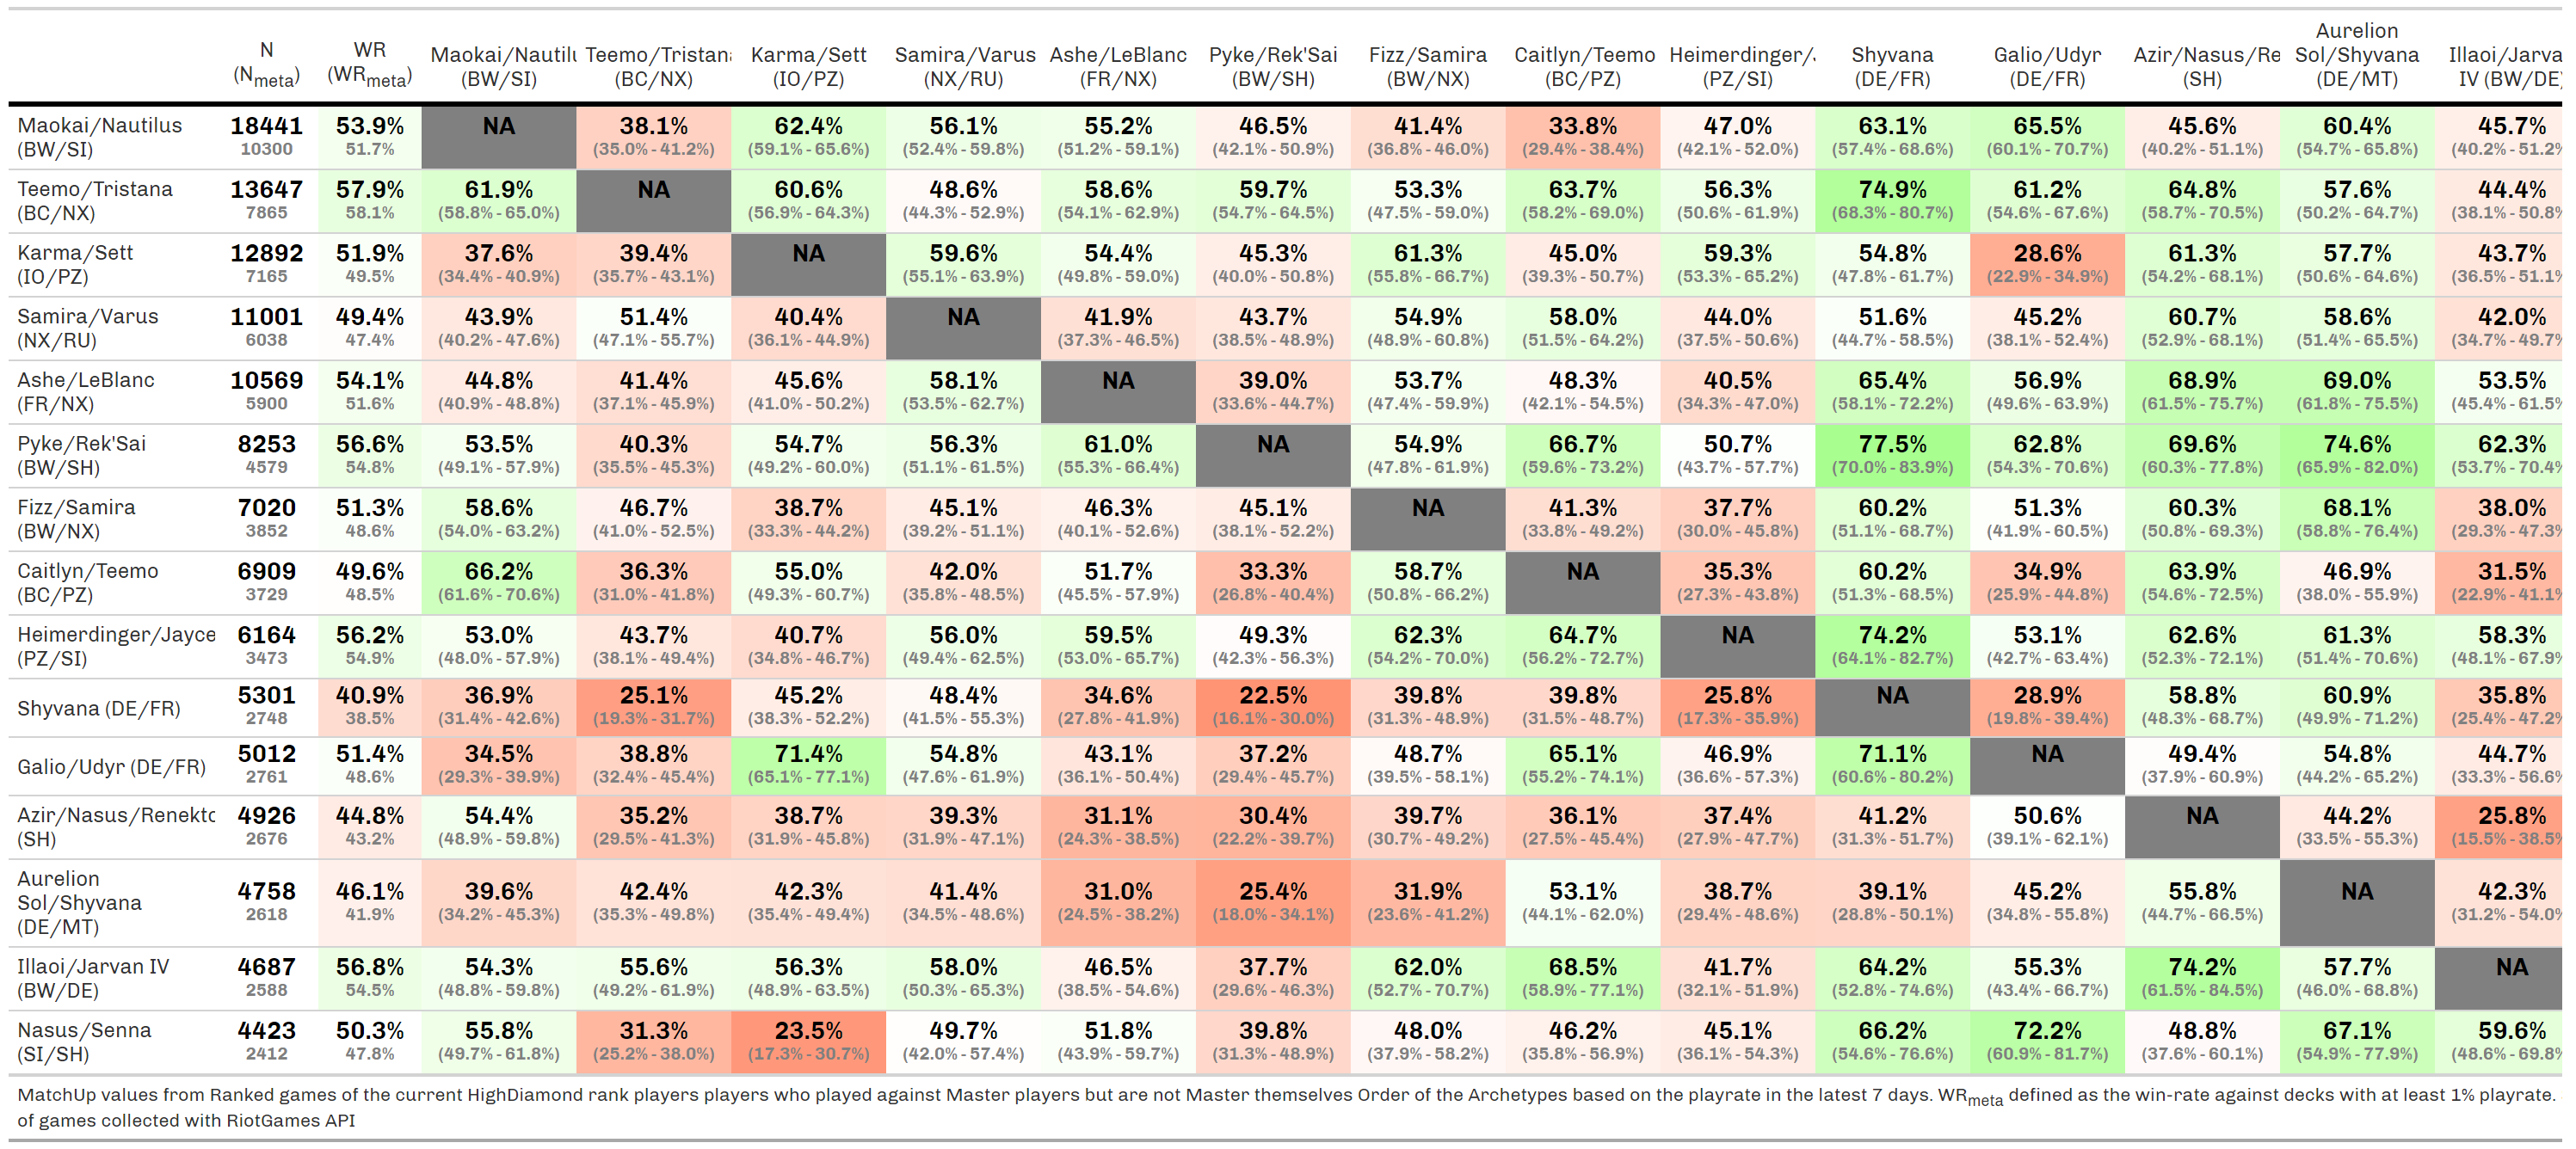 N WR Aurelion
(Nmeta) (WRmeta) Maokai/Nautilu Teemo/Tristana Karma/Sett Samira/Varus Ashe/LeBlanc Pyke/Rek'Sai Fizz/Samira Caitlyn/Teemo Heimerdinger/J Shyvana Galio/Udyr Azir/Nasus/Re Sol/Shyvana Illaoi/Jarva
(BW/SI) (BC/NX) (IO/PZ) (NX/RU) (FR/NX) (BW/SH) (BW/NX) (BC/PZ) (PZ/SI) (DE/FR) (DE/FR) (SH) (DE/MT) IV (BW/DE)
Maokai/Nautilus 18441 53.9% NA 38.1% 62.4% 56.1% 55.2% 46.5% 41.4% 33.8% 47.0% 63.1% 65.5% 45.6% 60.4% 45.7%
(BW/SI) 10300 51.7% (35.0% - 41.2%) (59.1% - 65.6%) (52.4% - 59.8%) (51.2% - 59.1%) (42.1% - 50.9%) (36.8% - 46.0%) (29.4% - 38.4%) (42.1% - 52.0%) (57.4% - 68.6%) (60.1% - 70.7%) (40.2% - 51.1%) (54.7% - 65.8%) (40.2% - 51.2%
Teemo/Tristana 13647 57.9% 61.9% NA 60.6% 48.6% 58.6% 59.7% 53.3% 63.7% 56.3% 74.9% 61.2% 64.8% 57.6% 44.4%
(BC/NX) 7865 58.1% (58.8% - 65.0%) (56.9% - 64.3%) (44.3% - 52.9%) (54.1% - 62.9%) (54.7% - 64.5%) (47.5% - 59.0%) (58.2% - 69.0%) (50.6% - 61.9%) (68.3% - 80.7%) (54.6% - 67.6%) (58.7% - 70.5%) (50.2% - 64.7%) (38.1% - 50.8%
Karma/Sett 12892 51.9% 37.6% 39.4% NA 59.6% 54.4% 45.3% 61.3% 45.0% 59.3% 54.8% 28.6% 61.3% 57.7% 43.7%
(IO/PZ) 7165 49.5% (34.4% - 40.9%) (35.7% - 43.1%) (55.1% - 63.9%) (49.8% - 59.0%) (40.0% - 50.8%) (55.8% - 66.7%) (39.3% - 50.7%) (53.3% - 65.2%) (47.8% - 61.7%) (22.9% - 34.9%) (54.2% - 68.1%) (50.6% - 64.6%) (36.5% - 51.1%
Samira/Varus 11001 49.4% 43.9% 51.4% 40.4% NA 41.9% 43.7% 54.9% 58.0% 44.0% 51.6% 45.2% 60.7% 58.6% 42.0%
(NX/RU) 6038 47.4% (40.2% - 47.6%) (47.1% - 55.7%) (36.1% - 44.9%) (37.3% - 46.5%) (38.5% - 48.9%) (48.9% - 60.8%) (51.5% - 64.2%) (37.5% - 50.6%) (44.7% - 58.5%) (38.1% - 52.4%) (52.9% - 68.1%) (51.4% - 65.5%) (34.7% - 49.7%
Ashe/LeBlanc 10569 54.1% 44.8% 41.4% 45.6% 58.1% NA 39.0% 53.7% 48.3% 40.5% 65.4% 56.9% 68.9% 69.0% 53.5%
(FR/NX) 5900 51.6% (40.9% - 48.8%) (37.1% - 45.9%) (41.0% - 50.2%) (53.5% - 62.7%) (33.6% - 44.7%) (47.4% - 59.9%) (42.1% - 54.5%) (34.3% - 47.0%) (58.1% - 72.2%) (49.6% - 63.9%) (61.5% - 75.7%) (61.8% - 75.5%) (45.4% - 61.5%
Pyke/Rek'Sai 8253 56.6% 53.5% 40.3% 54.7% 56.3% 61.0% NA 54.9% 66.7% 50.7% 77.5% 62.8% 69.6% 74.6% 62.3%
(BW/SH) 4579 54.8% (49.1% - 57.9%) (35.5% - 45.3%) (49.2% - 60.0%) (51.1% - 61.5%) (55.3% - 66.4%) (47.8% - 61.9%) (59.6% - 73.2%) (43.7% - 57.7%) (70.0% - 83.9%) (54.3% - 70.6%) (60.3% - 77.8%) (65.9% - 82.0%) (53.7% - 70.4%
Fizz/Samira 7020 51.3% 58.6% 46.7% 38.7% 45.1% 46.3% 45.1% NA 41.3% 37.7% 60.2% 51.3% 60.3% 68.1% 38.0%
(BW/NX) 3852 48.6% (54.0% - 63.2%) (41.0% - 52.5%) (33.3% - 44.2%) (39.2% - 51.1%) (40.1% - 52.6%) (38.1% - 52.2%) (33.8% - 49.2%) (30.0% - 45.8%) (51.1% - 68.7%) (41.9% - 60.5%) (50.8% - 69.3%) (58.8% - 76.4%) (29.3% - 47.3%
Caitlyn/Teemo 6909 49.6% 66.2% 36.3% 55.0% 42.0% 51.7% 33.3% 58.7% NA 35.3% 60.2% 34.9% 63.9% 46.9% 31.5%
(BC/PZ) 3729 48.5% (61.6% - 70.6%) (31.0% - 41.8%) (49.3% - 60.7%) (35.8% - 48.5%) (45.5% - 57.9%) (26.8% - 40.4%) (50.8% - 66.2%) (27.3% - 43.8%) (51.3% - 68.5%) (25.9% - 44.8%) (54.6% - 72.5%) (38.0% - 55.9%) (22.9% - 41.1%
Heimerdinger/Jayce 6164 56.2% 53.0% 43.7% 40.7% 56.0% 59.5% 49.3% 62.3% 64.7% NA 74.2% 53.1% 62.6% 61.3% 58.3%
(PZ/SI) 3473 54.9% (48.0% - 57.9%) (38.1% - 49.4%) (34.8% - 46.7%) (49.4% - 62.5%) (53.0% - 65.7%) (42.3% - 56.3%) (54.2% - 70.0%) (56.2% - 72.7%) (64.1% - 82.7%) (42.7% - 63.4%) (52.3% - 72.1%) (51.4% - 70.6%) (48.1% - 67.9%
Shyvana (DE/FR) 5301 40.9% 36.9% 25.1% 45.2% 48.4% 34.6% 22.5% 39.8% 39.8% 25.8% NA 28.9% 58.8% 60.9% 35.8%
2748 38.5% (31.4% - 42.6%) (19.3% - 31.7%) (38.3% - 52.2%) (41.5% - 55.3%) (27.8% - 41.9%) (16.1% - 30.0%) (31.3% - 48.9%) (31.5% - 48.7%) (17.3% - 35.9%) (19.8% - 39.4%) (48.3% - 68.7%) (49.9% - 71.2%) (25.4% - 47.2%
Galio/Udyr (DE/FR) 5012 51.4% 34.5% 38.8% 71.4% 54.8% 43.1% 37.2% 48.7% 65.1% 46.9% 71.1% NA 49.4% 54.8% 44.7%
2761 48.6% (29.3% - 39.9%) (32.4% - 45.4%) (65.1% - 77.1%) (47.6% - 61.9%) (36.1% - 50.4%) (29.4% - 45.7%) (39.5% - 58.1%) (55.2% - 74.1%) (36.6% - 57.3%) (60.6% - 80.2%) (37.9% - 60.9%) (44.2% - 65.2%) (33.3% - 56.6%
Azir/Nasus/Renekto 4926 44.8% 54.4% 35.2% 38.7% 39.3% 31.1% 30.4% 39.7% 36.1% 37.4% 41.2% 50.6% NA 44.2% 25.8%
(SH) 2676 43.2% (48.9% - 59.8%) (29.5% - 41.3%) (31.9% - 45.8%) (31.9% - 47.1%) (24.3% - 38.5%) (22.2% - 39.7%) (30.7% - 49.2%) (27.5% - 45.4%) (27.9% - 47.7%) (31.3% - 51.7%) (39.1% - 62.1%) (33.5% - 55.3%) (15.5% - 38.5%
Aurelion
Sol/Shyvana 4758 46.1% 39.6% 42.4% 42.3% 41.4% 31.0% 25.4% 31.9% 53.1% 38.7% 39.1% 45.2% 55.8% NA 42.3%
(DE/MT) 2618 41.9% (34.2% - 45.3%) (35.3% - 49.8%) (35.4% - 49.4%) (34.5% - 48.6%) (24.5% - 38.2%) (18.0% - 34.1%) (23.6% - 41.2%) (44.1% - 62.0%) (29.4% - 48.6%) (28.8% - 50.1%) (34.8% - 55.8%) (44.7% - 66.5%) (31.2% - 54.0%
Illaoi/Jarvan IV 4687 56.8% 54.3% 55.6% 56.3% 58.0% 46.5% 37.7% 62.0% 68.5% 41.7% 64.2% 55.3% 74.2% 57.7% NA
(BW/DE) 2588 54.5% (48.8% - 59.8%) (49.2% - 61.9%) (48.9% - 63.5%) (50.3% - 65.3%) (38.5% - 54.6%) (29.6% - 46.3%) (52.7% - 70.7%) (58.9% - 77.1%) (32.1% - 51.9%) (52.8% - 74.6%) (43.4% - 66.7%) (61.5% - 84.5%) (46.0% - 68.8%)
Nasus/Senna 4423 50.3% 55.8% 31.3% 23.5% 49.7% 51.8% 39.8% 48.0% 46.2% 45.1% 66.2% 72.2% 48.8% 67.1% 59.6%
(SI/SH) 2412 47.8% (49.7% - 61.8%) (25.2% - 38.0%) (17.3% - 30.7%) (42.0% - 57.4%) (43.9% - 59.7%) (31.3% - 48.9%) (37.9% - 58.2%) (35.8% - 56.9%) (36.1% - 54.3%) (54.6% - 76.6%) (60.9% - 81.7%) (37.6% - 60.1%) (54.9% - 77.9%) (48.6% - 69.8%
MatchUp values from Ranked games of the current HighDiamond rank players players who played against Master players but are not Master themselves Order of the Archetypes based on the playrate in the latest 7 days. WRmeta defined as the win-rate against decks with at least 1% playrate.
of games collected with RiotGames API